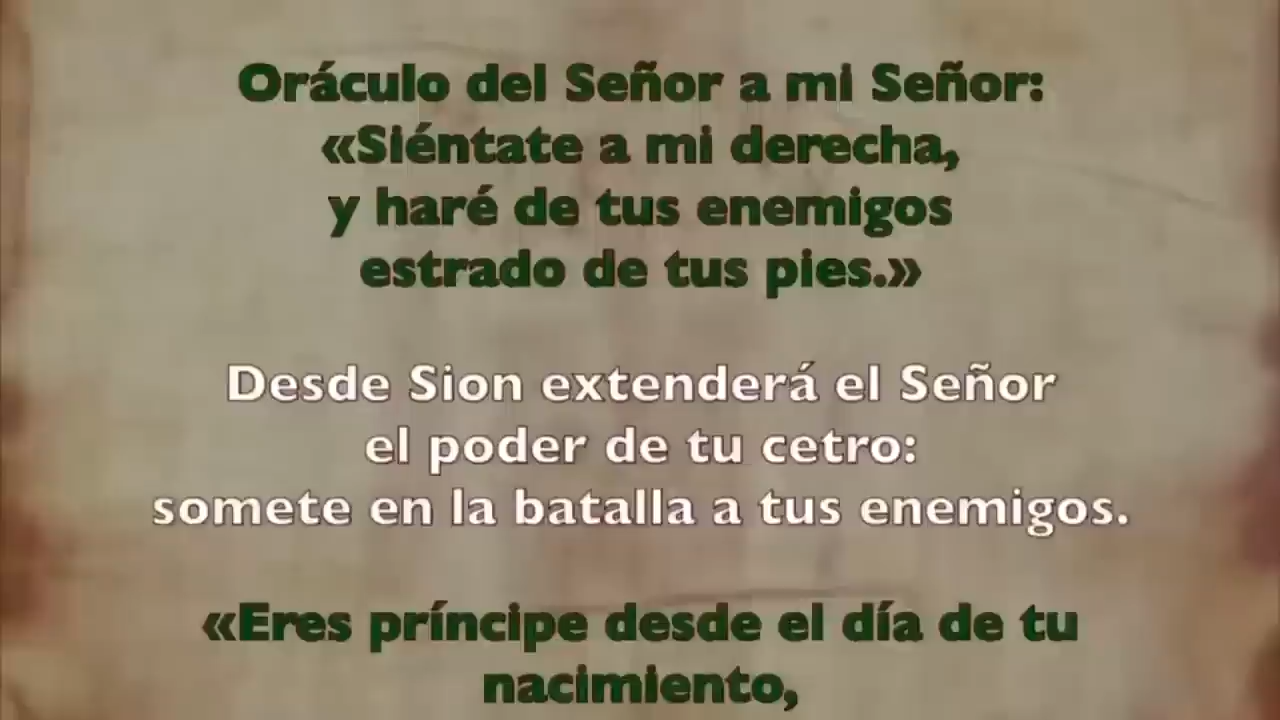 Oráculo del Señor a mi Señor:
«Siéntate a mi derecha,
y haré de tus enemigos
estrado de tus pies.»
Desde Sion extenderá el Señor
el poder de tu cetro:
somete en la batalla a tus enemigos.
«Eres príncipe desde el día de tu
nacimiento,